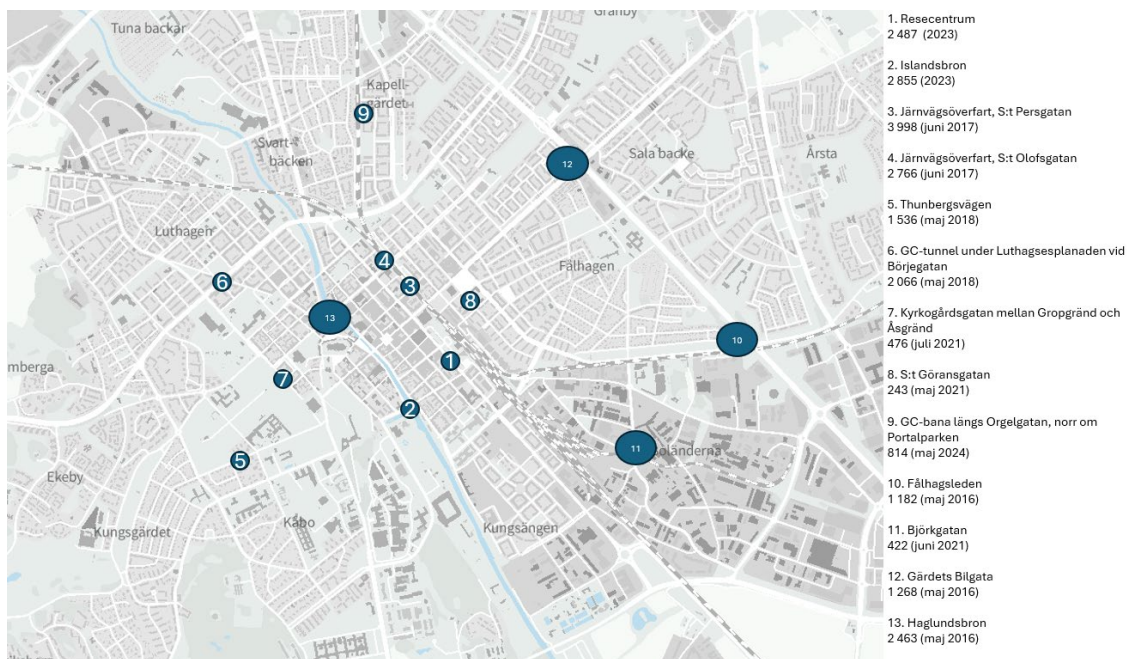 Tuna backar
Gränby
Kapell-
gärdet
9
Svart-
bäcken
12
Sala backe
Årsta
Luthagen
4
Fålhagen
6
3
8
13
10
1
mberga
7
2
11
oländerna
5
Ekeby
Kåbo
Kungsängen
Kungsgärdet
1. Resecentrum
2 487 (2023)
2. Islandsbron
2 855 (2023)
3. Järnvägsöverfart, S:t Persgatan
3 998 (juni 2017)
4. Järnvägsöverfart, S:t Olofsgatan
2 766 (juni 2017)
5. Thunbergsvägen
1 536 (maj 2018)
6. GC-tunnel under Luthagsesplanaden vid
Börjegatan
2 066 (maj 2018)
7. Kyrkogårdsgatan mellan Gropgränd och
Åsgränd
476 (juli 2021)
8. S:t Göransgatan
243 (maj 2021)
9. GC-bana längs Orgelgatan, norr om
Portalparken
814 (maj 2024)
10. Fålhagsleden
1 182 (maj 2016)
11. Björkgatan
422 (juni 2021)
12. Gärdets Bilgata
1 268 (maj 2016)
13. Haglundsbron
2 463 (maj 2016)